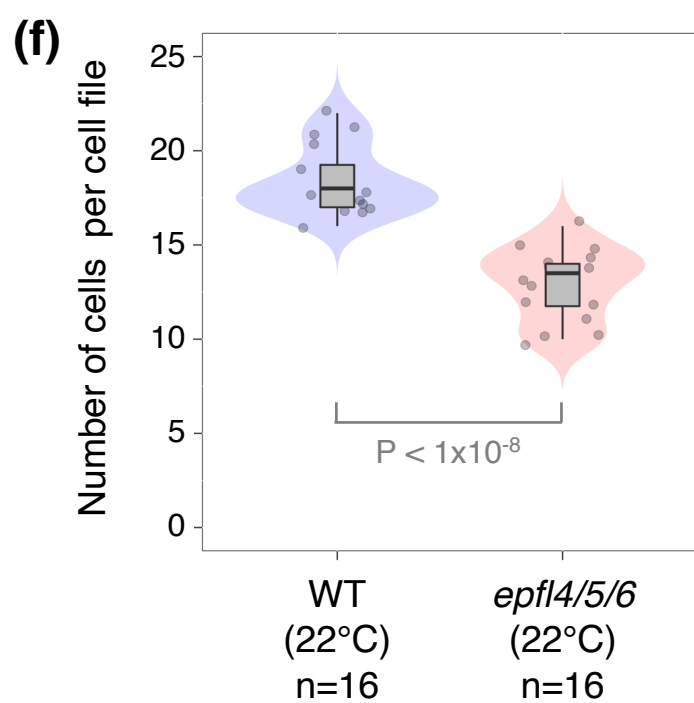 (f)
Number of cells per cell file
25
20
15
10
5
0
P < 1x10⁻⁸
WT
(22°C)
n=16
epfl4/5/6
(22°C)
n=16